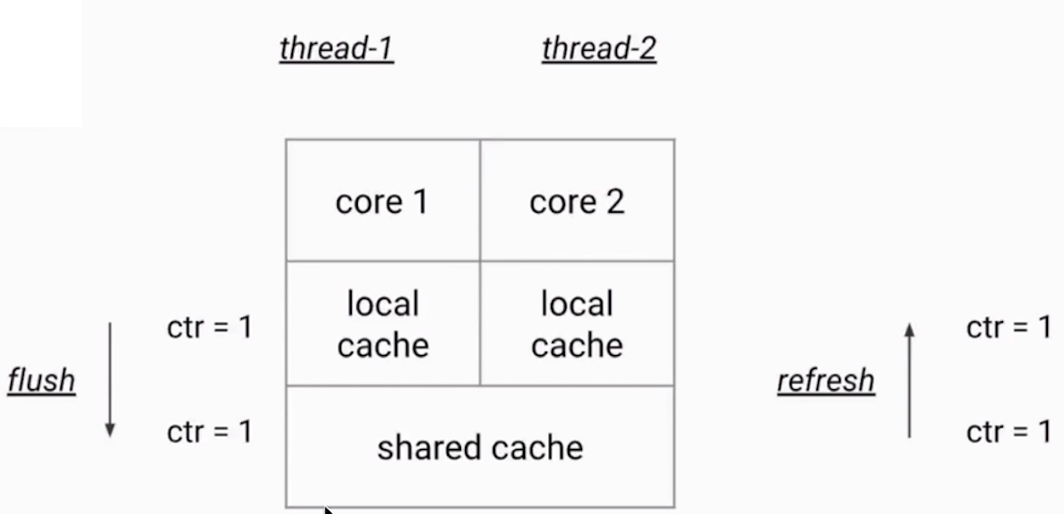 thread-1
thread-2
core 1
core 2
local
cache
local
cache
ctr = 1
ctr = 1
flush
refresh
ctr = 1
ctr = 1
shared cache